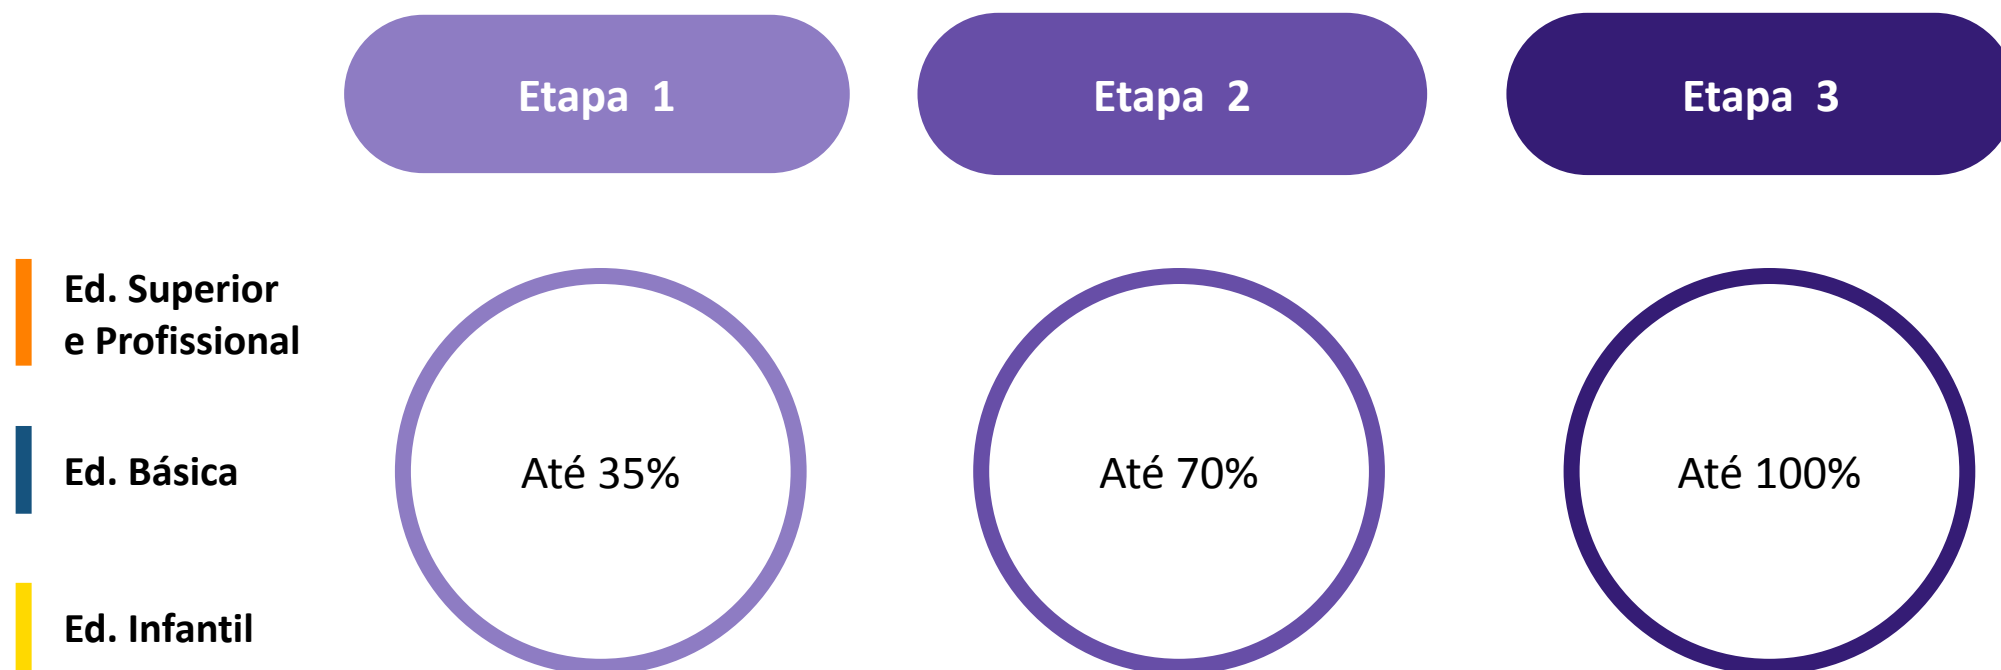 Etapa 1
Etapa 2
Etapa 3
Ed. Superior
e Profissional
Ed. Básica
Até 35%
Até 70%
Até 100%
Ed. Infantil